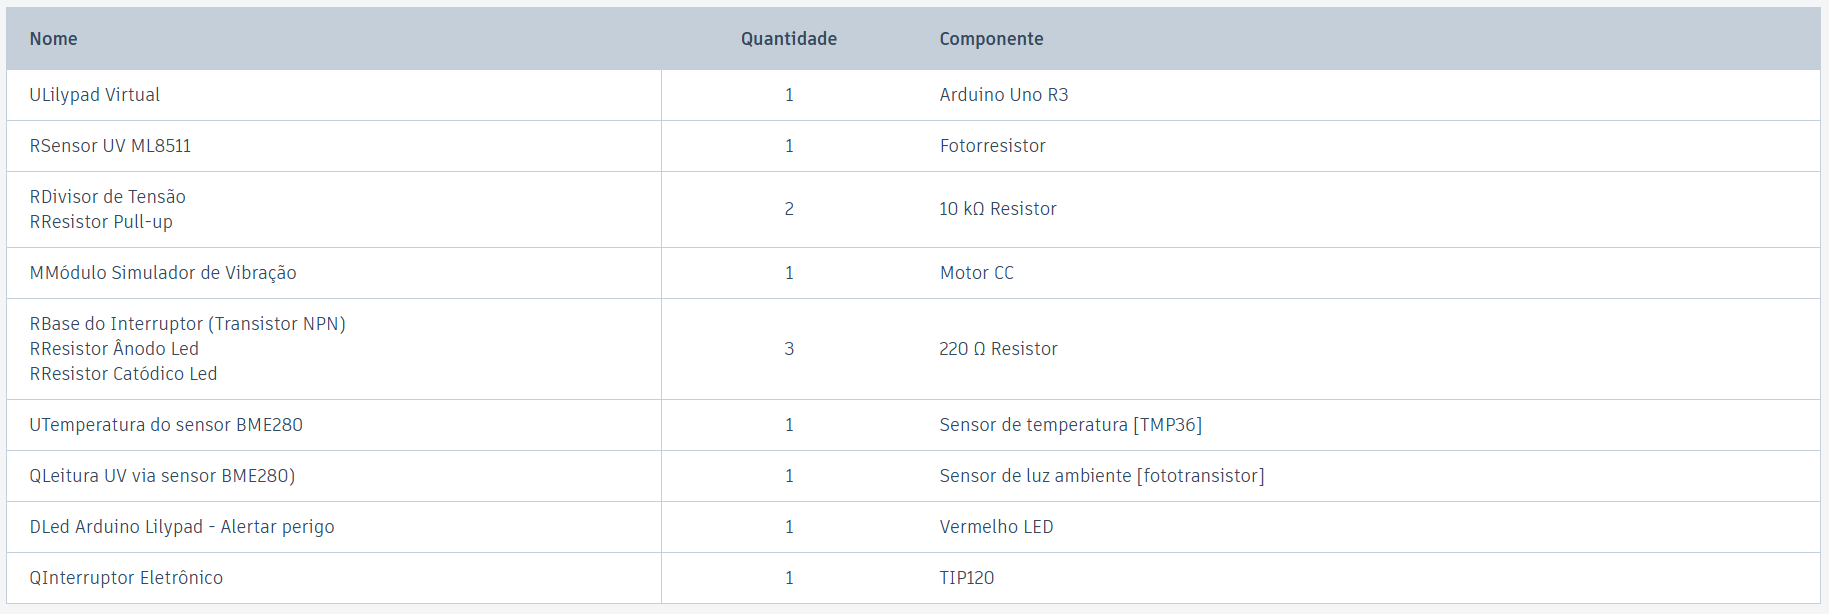 Nome Quantidade Componente
ULilypad Virtual 1 Arduino Uno R3
RSensor UV ML8511 1 Fotorresistor
RDivisor de Tensão
RResistor Pull-up 2 10 kΩ Resistor
MMódulo Simulador de Vibração 1 Motor CC
RBase do Interruptor (Transistor NPN)
RResistor Ânodo Led 3 220 Ω Resistor
RResistor Catódico Led
UTemperatura do sensor BME280 1 Sensor de temperatura [TMP36]
QLeitura UV via sensor BME280) 1 Sensor de luz ambiente [fototransistor]
DLed Arduino Lilypad - Alertar perigo 1 Vermelho LED
QInterruptor Eletrônico 1 TIP120